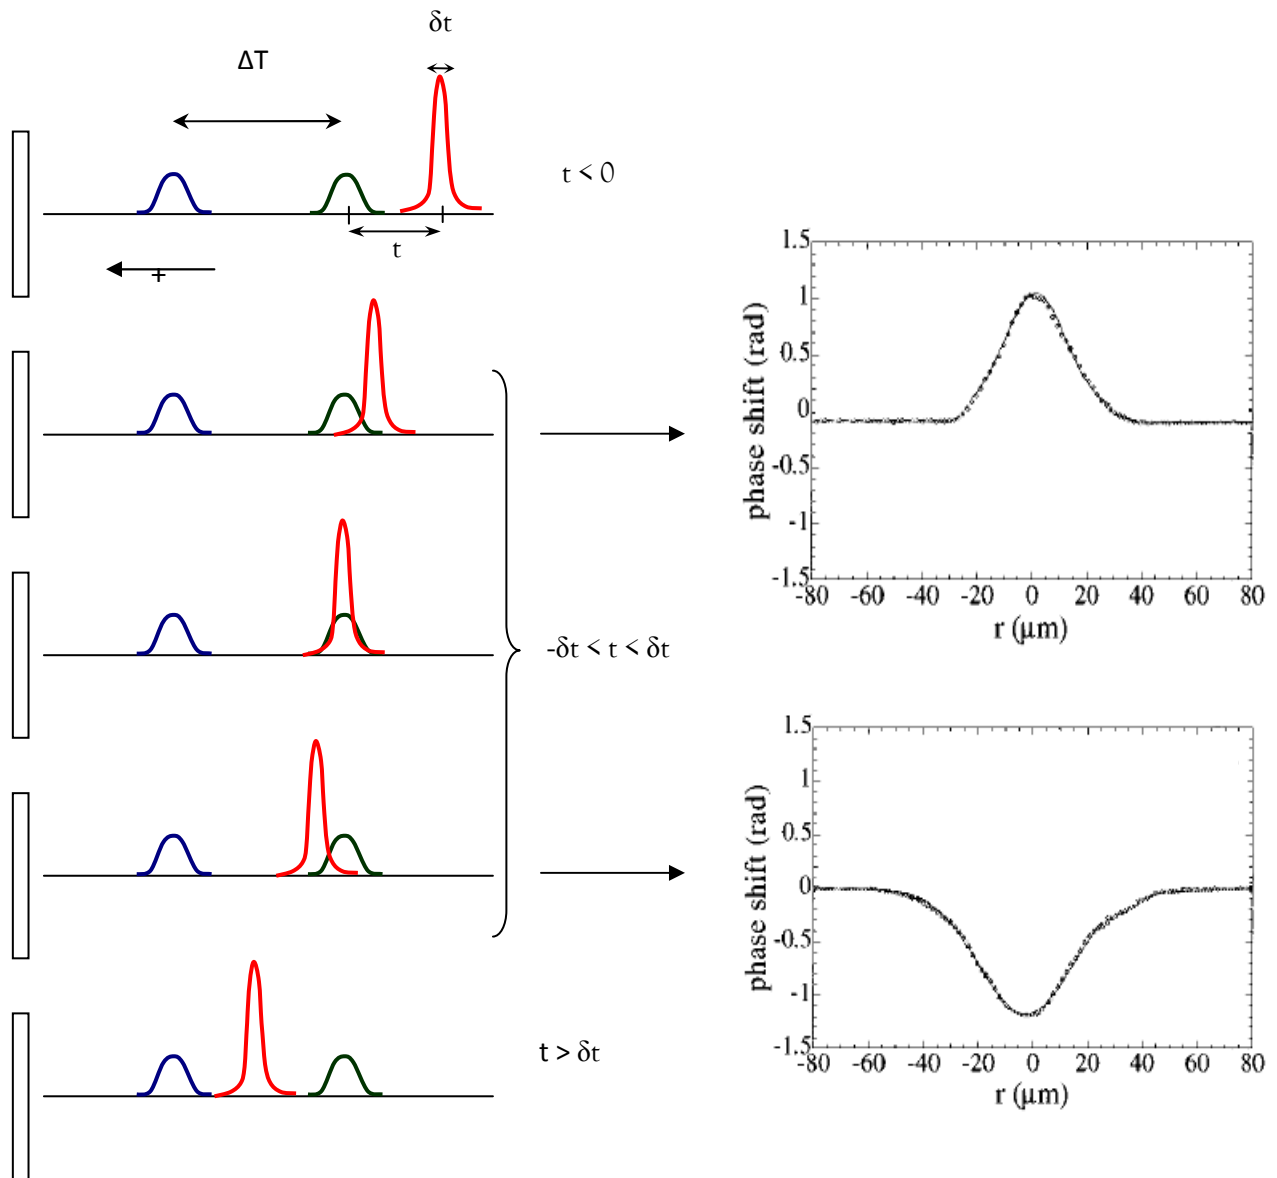 δt
ΔT
t < 0
t
+
-δt < t < δt
t > δt
phase shift (rad)
1.5
1
0.5
0
-0.5
-1
-1.5
-80 -60 -40 -20 0 20 40 60 80
r (μm)
phase shift (rad)
1.5
1
0.5
0
-0.5
-1
-1.5
-80 -60 -40 -20 0 20 40 60 80
r (μm)